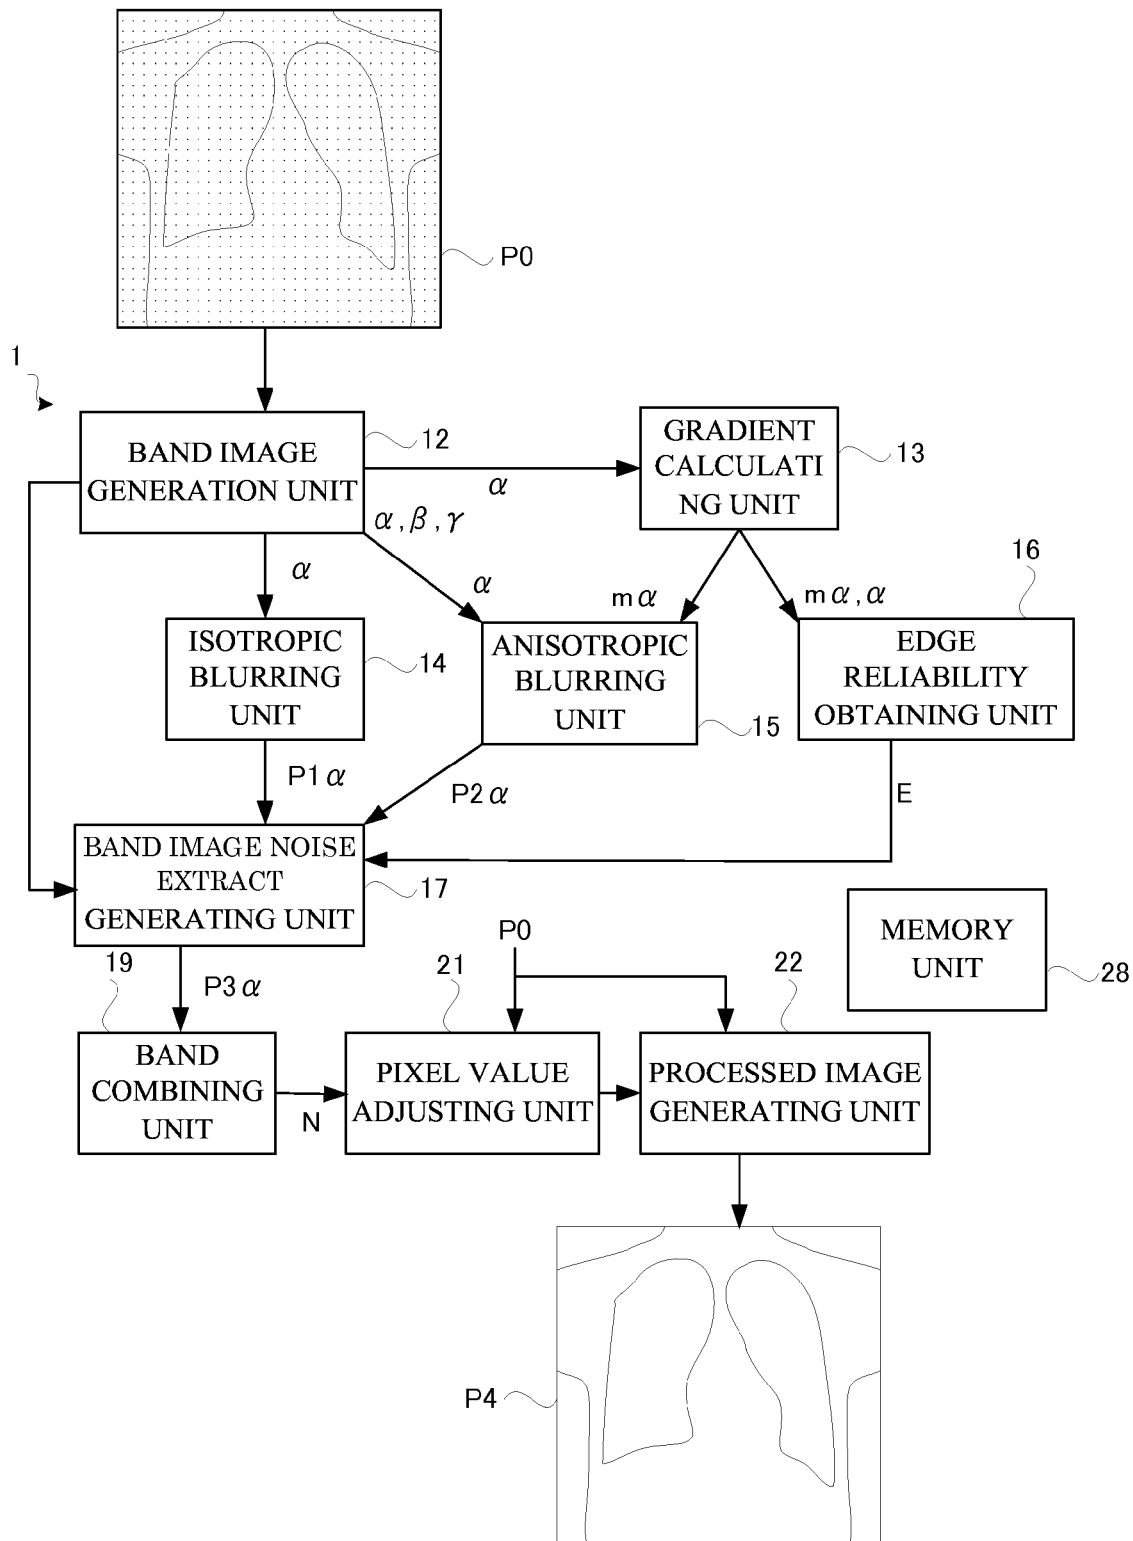 P0
1
BAND IMAGE
GENERATION UNIT
12
α
GRADIENT
CALCULATI
NG UNIT
13
α , β , γ
α
α
mα
mα, α
16
ISOTROPIC
BLURRING
UNIT
14
ANISOTROPIC
BLURRING
UNIT
15
EDGE
RELIABILITY
OBTAINING UNIT
P1α
P2α
E
BAND IMAGE NOISE
EXTRACT
GENERATING UNIT
17
MEMORY
UNIT
28
P0
19
P3α
21
22
BAND
COMBINING
UNIT
N
PIXEL VALUE
ADJUSTING UNIT
PROCESSED IMAGE
GENERATING UNIT
P4